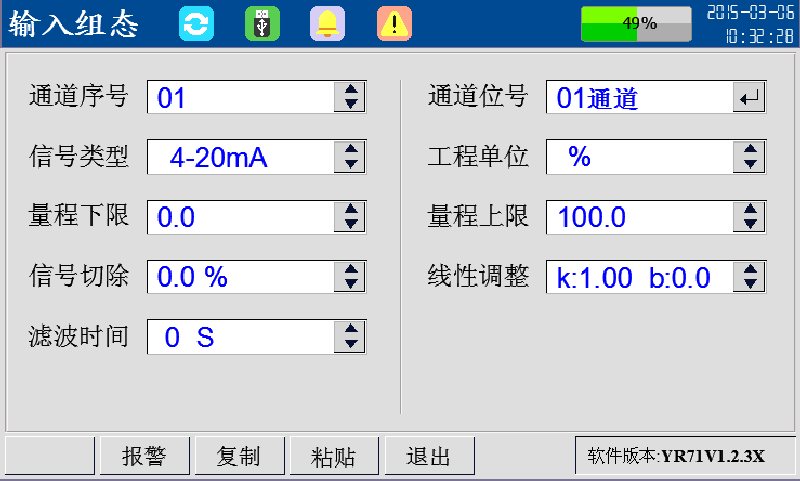 输入组态
49%
2015-03-06
10:32:28
通道序号 01
通道位号 01通道
信号类型 4-20mA
工程单位 %
量程下限 0.0
量程上限 100.0
信号切除 0.0 %
线性调整 k:1.00 b:0.0
滤波时间 0 S
报警 复制 粘贴 退出
软件版本:YR71V1.2.3X